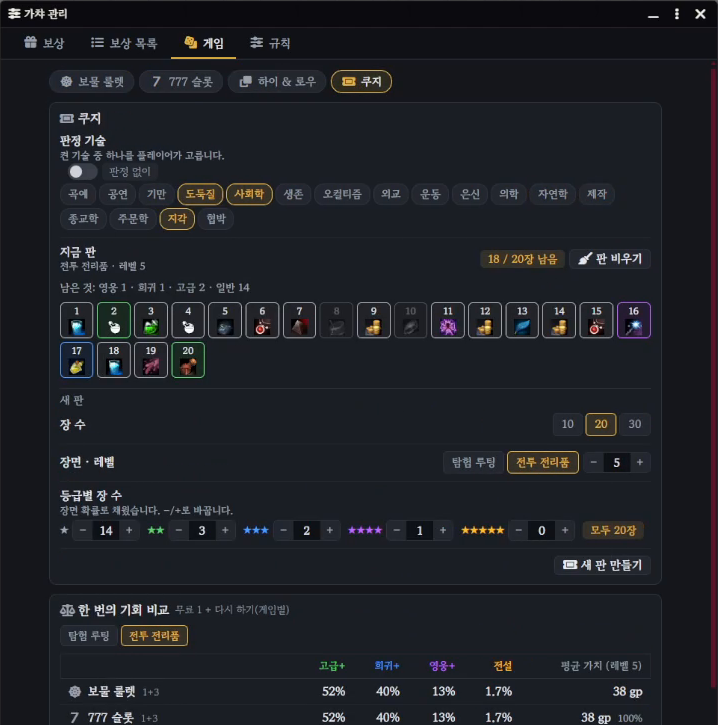 가챠 관리
보상 보상 목록 게임 규칙
보물 룰렛 777 슬롯 하이 & 로우 쿠지
쿠지
판정 기술
켠 기술 중 하나를 플레이어가 고릅니다.
판정 없이
곡예 공연 기만 도둑질 사회학 생존 오컬티즘 외교 운동 은신 의학 자연학 제작
종교학 주문학 지각 협박
지금 판
전투 전리품 · 레벨 5
18 / 20장 남음 판 비우기
남은 것: 영웅 1 · 희귀 1 · 고급 2 · 일반 14
1 2 3 4 5 6 7 8 9 10 11 12 13 14 15 16
17 18 19 20
새 판
장 수 10 20 30
장면 · 레벨 탐험 루팅 전투 전리품 − 5 +
등급별 장 수
장면 확률로 채웠습니다. −/+로 바꿉니다.
★ − 14 + ★★ − 3 + ★★★ − 2 + ★★★★ − 1 + ★★★★★ − 0 + 모두 20장
새 판 만들기
한 번의 기회 비교 무료 1 + 다시 하기(게임별)
탐험 루팅 전투 전리품
고급+ 희귀+ 영웅+ 전설 평균 가치 (레벨 5)
보물 룰렛 1+3 52% 40% 13% 1.7% 38 gp
777 슬롯 1+3 52% 40% 13% 1.7% 38 gp 100%